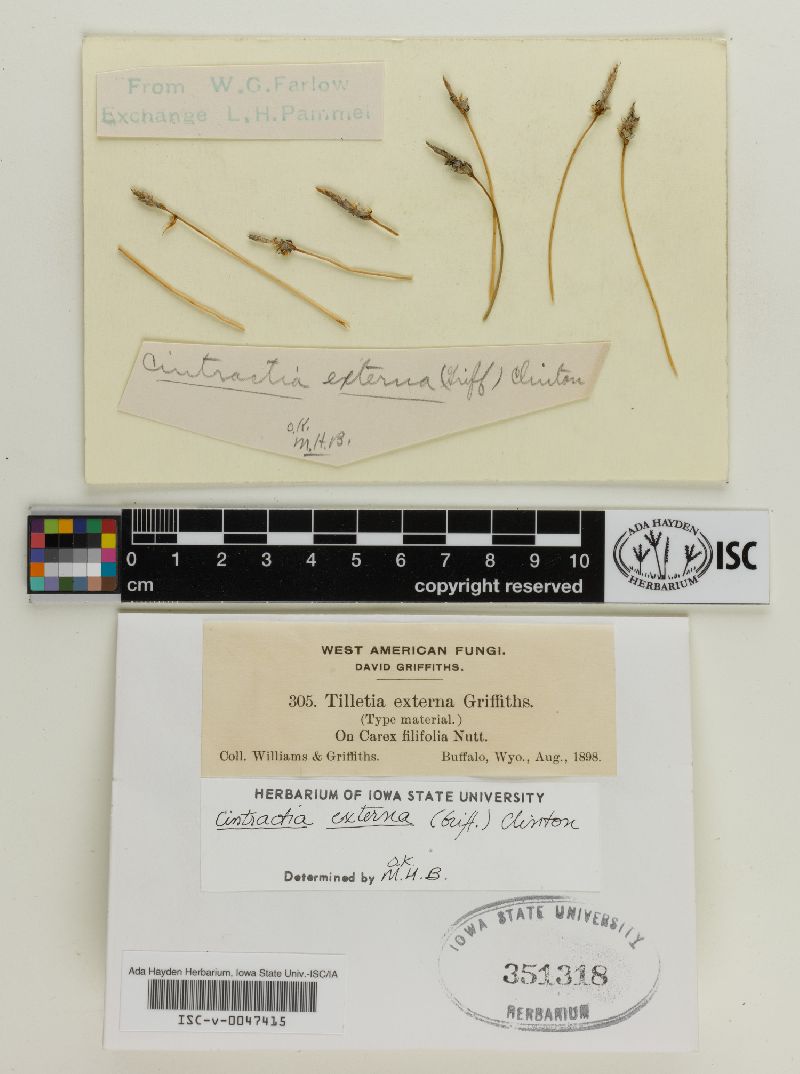 From W.G.Farlow
Exchange L.H.Pammel
Cintractia externa (Griff) Clinton
O.K.
M.H.B.
0 1 2 3 4 5 6 7 8 9 10
cm copyright reserved
ADA HAYDEN
HERBARIUM
ISC
WEST AMERICAN FUNGI.
DAVID GRIFFITHS.
305. Tilletia externa Griffiths.
(Type material.)
On Carex filifolia Nutt.
Coll. Williams & Griffiths. Buffalo, Wyo., Aug., 1898.
HERBARIUM OF IOWA STATE UNIVERSITY
Cintractia externa (Griff.) Clinton
O.K.
Determined by M.H.B.
IOWA STATE UNIVERSITY
351318
HERBARIUM
Ada Hayden Herbarium, Iowa State Univ.-ISC/IA
ISC-v-0047415